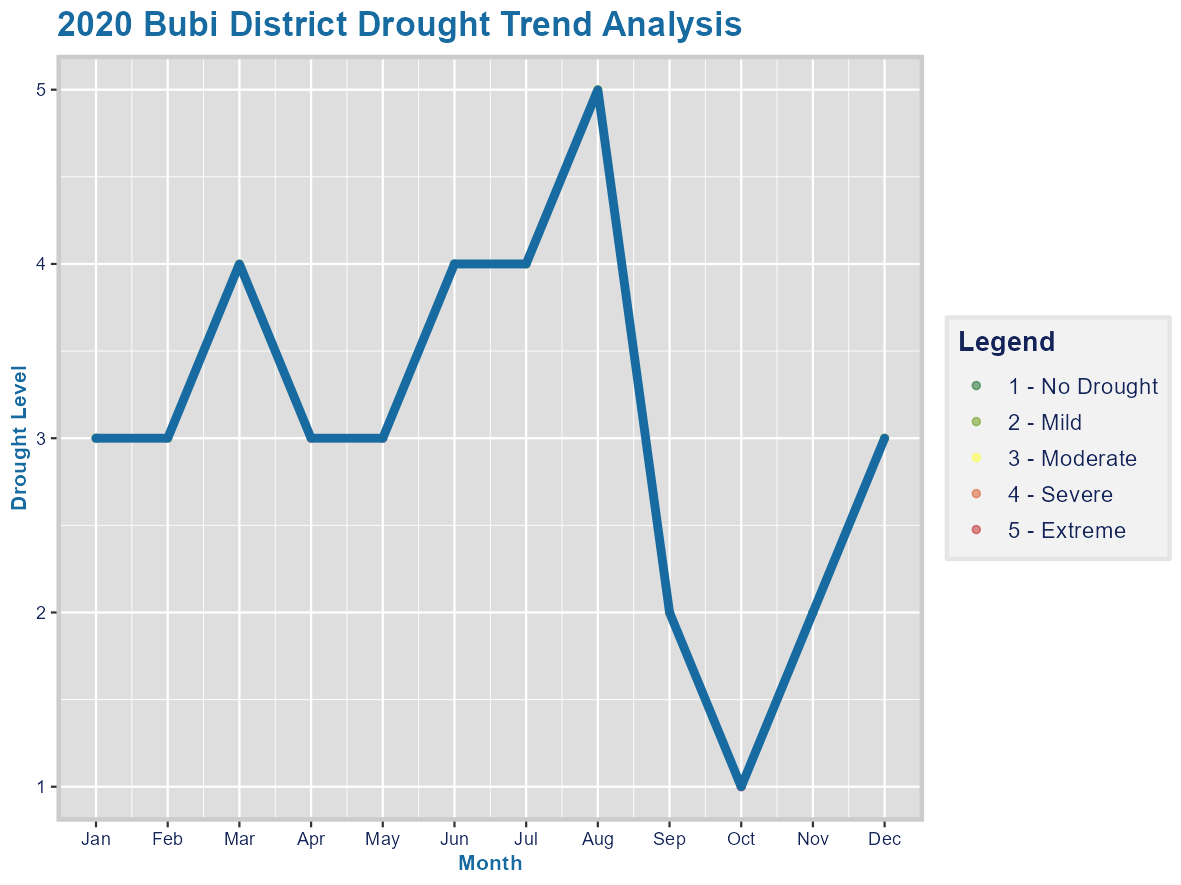 2020 Bubi District Drought Trend Analysis
5
4
3
2
1
Drought Level
Jan Feb Mar Apr May Jun Jul Aug Sep Oct Nov Dec
Month
Legend
1 - No Drought
2 - Mild
3 - Moderate
4 - Severe
5 - Extreme